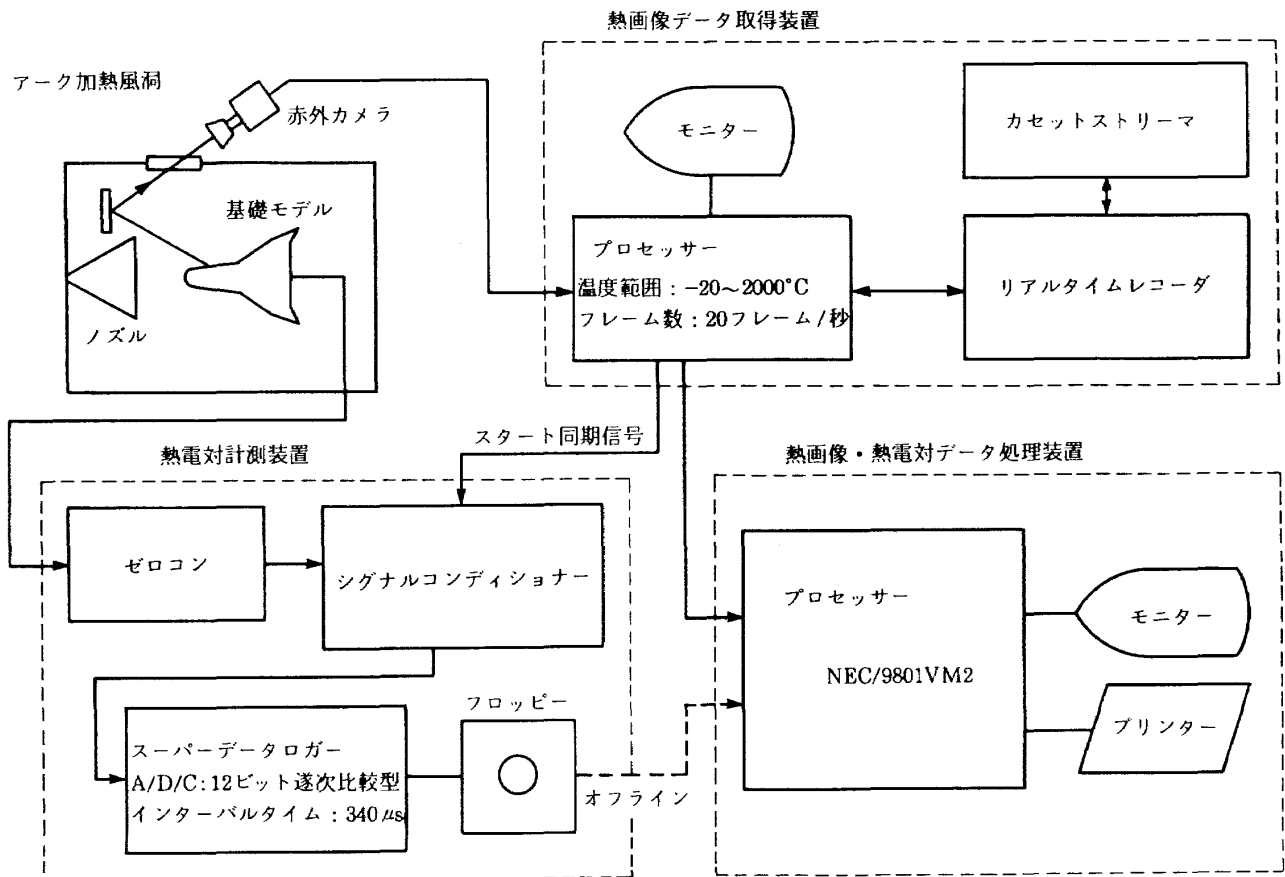 熱画像データ取得装置
アーク加熱風洞
赤外カメラ
モニター
カセットストリーマ
基礎モデル
プロセッサー
温度範囲：−20〜2000°C
フレーム数：20フレーム/秒
リアルタイムレコーダ
ノズル
スタート同期信号
熱電対計測装置
熱画像・熱電対データ処理装置
ゼロコン
シグナルコンディショナー
プロセッサー
NEC/9801VM2
モニター
フロッピー
プリンター
スーパーデータロガー
A/D/C:12ビット遂次比較型
インターバルタイム：340μs
オフライン